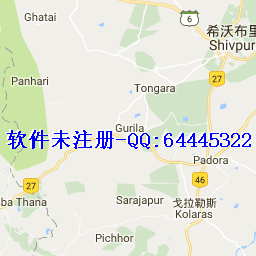 Ghatai
6
希沃布里
Shivpur
27
Panhari
Tongara
Gurila
软件未注册-QQ:64445322
Padora
27
46
ba Thana
Sarajapur
戈拉勒斯
Kolaras
Pichhor